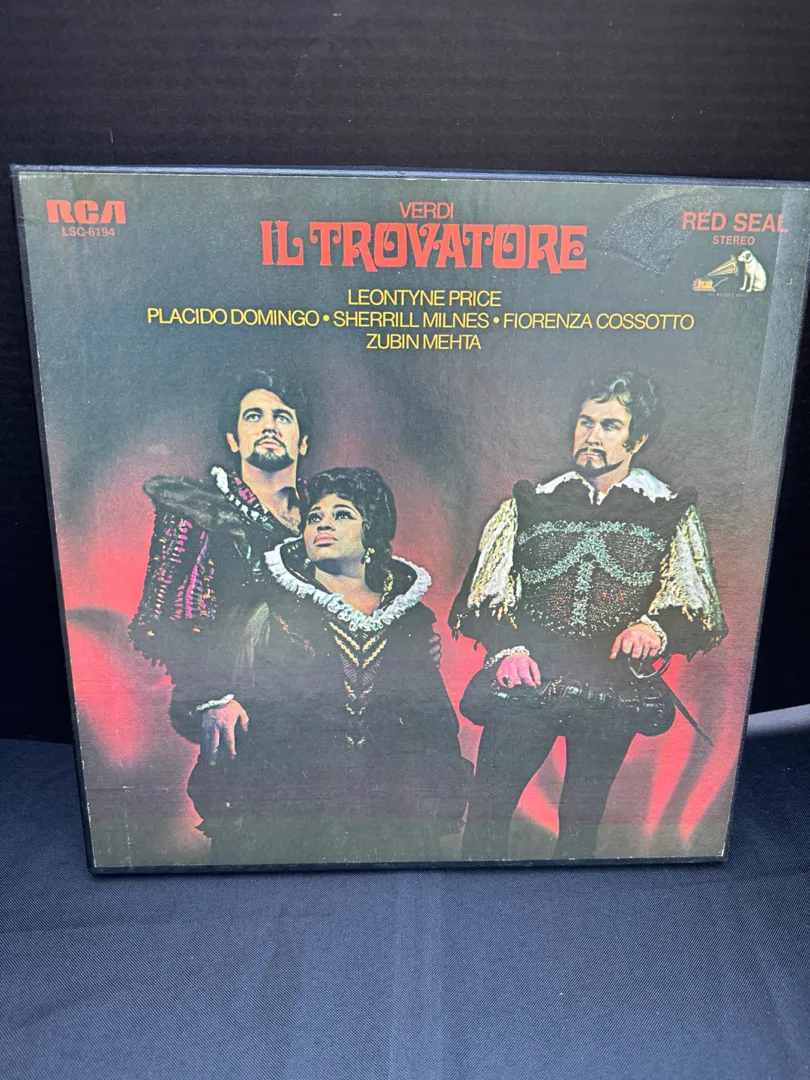 RCA
LSC-6194
VERDI
IL TROVATORE
RED SEAL
STEREO
LEONTYNE PRICE
PLACIDO DOMINGO • SHERRILL MILNES • FIORENZA COSSOTTO
ZUBIN MEHTA